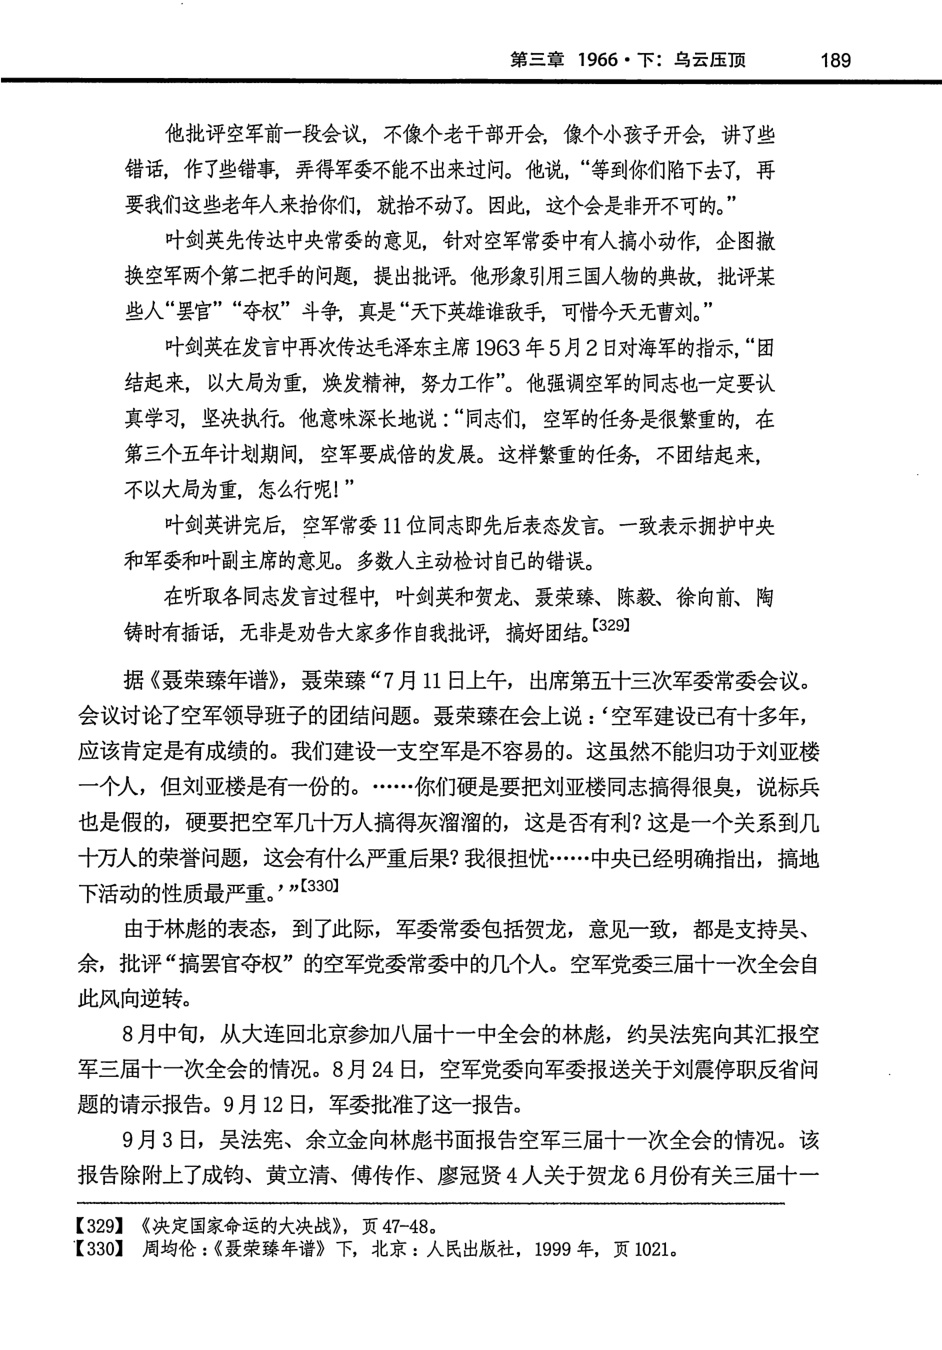 第三章 1966·下：乌云压顶 189
他批评空军前一段会议，不像个老干部开会，像个小孩子开会，讲了些
错话，作了些错事，弄得军委不能不出来过问。他说，“等到你们陷下去了，再
要我们这些老年人来抬你们，就抬不动了。因此，这个会是非开不可的。”
叶剑英先传达中央常委的意见，针对空军常委中有人搞小动作，企图撤
换空军两个第二把手的问题，提出批评。他形象引用三国人物的典故，批评某
些人“罢官”“夺权”斗争，真是“天下英雄谁敌手，可惜今天无曹刘。”
叶剑英在发言中再次传达毛泽东主席1963年5月2日对海军的指示，“团
结起来，以大局为重，焕发精神，努力工作”。他强调空军的同志也一定要认
真学习，坚决执行。他意味深长地说：“同志们，空军的任务是很繁重的，在
第三个五年计划期间，空军要成倍的发展。这样繁重的任务，不团结起来，
不以大局为重，怎么行呢！”
叶剑英讲完后，空军常委11位同志即先后表态发言。一致表示拥护中央
和军委和叶副主席的意见。多数人主动检讨自己的错误。
在听取各同志发言过程中，叶剑英和贺龙、聂荣臻、陈毅、徐向前、陶
铸时有插话，无非是劝告大家多作自我批评，搞好团结。【329】
据《聂荣臻年谱》，聂荣臻“7月11日上午，出席第五十三次军委常委会议。
会议讨论了空军领导班子的团结问题。聂荣臻在会上说：‘空军建设已有十多年，
应该肯定是有成绩的。我们建设一支空军是不容易的。这虽然不能归功于刘亚楼
一个人，但刘亚楼是有一份的。……你们硬是要把刘亚楼同志搞得很臭，说标兵
也是假的，硬要把空军几十万人搞得灰溜溜的，这是否有利？这是一个关系到几
十万人的荣誉问题，这会有什么严重后果？我很担忧……中央已经明确指出，搞地
下活动的性质最严重。’”【330】
由于林彪的表态，到了此际，军委常委包括贺龙，意见一致，都是支持吴、
余，批评“搞罢官夺权”的空军党委常委中的几个人。空军党委三届十一次全会自
此风向逆转。
8月中旬，从大连回北京参加八届十一中全会的林彪，约吴法宪向其汇报空
军三届十一次全会的情况。8月24日，空军党委向军委报送关于刘震停职反省问
题的请示报告。9月12日，军委批准了这一报告。
9月3日，吴法宪、余立金向林彪书面报告空军三届十一次全会的情况。该
报告除附上了成钧、黄立清、傅传作、廖冠贤4人关于贺龙6月份有关三届十一
【329】《决定国家命运的大决战》，页47-48。
【330】 周均伦：《聂荣臻年谱》下，北京：人民出版社，1999年，页1021。